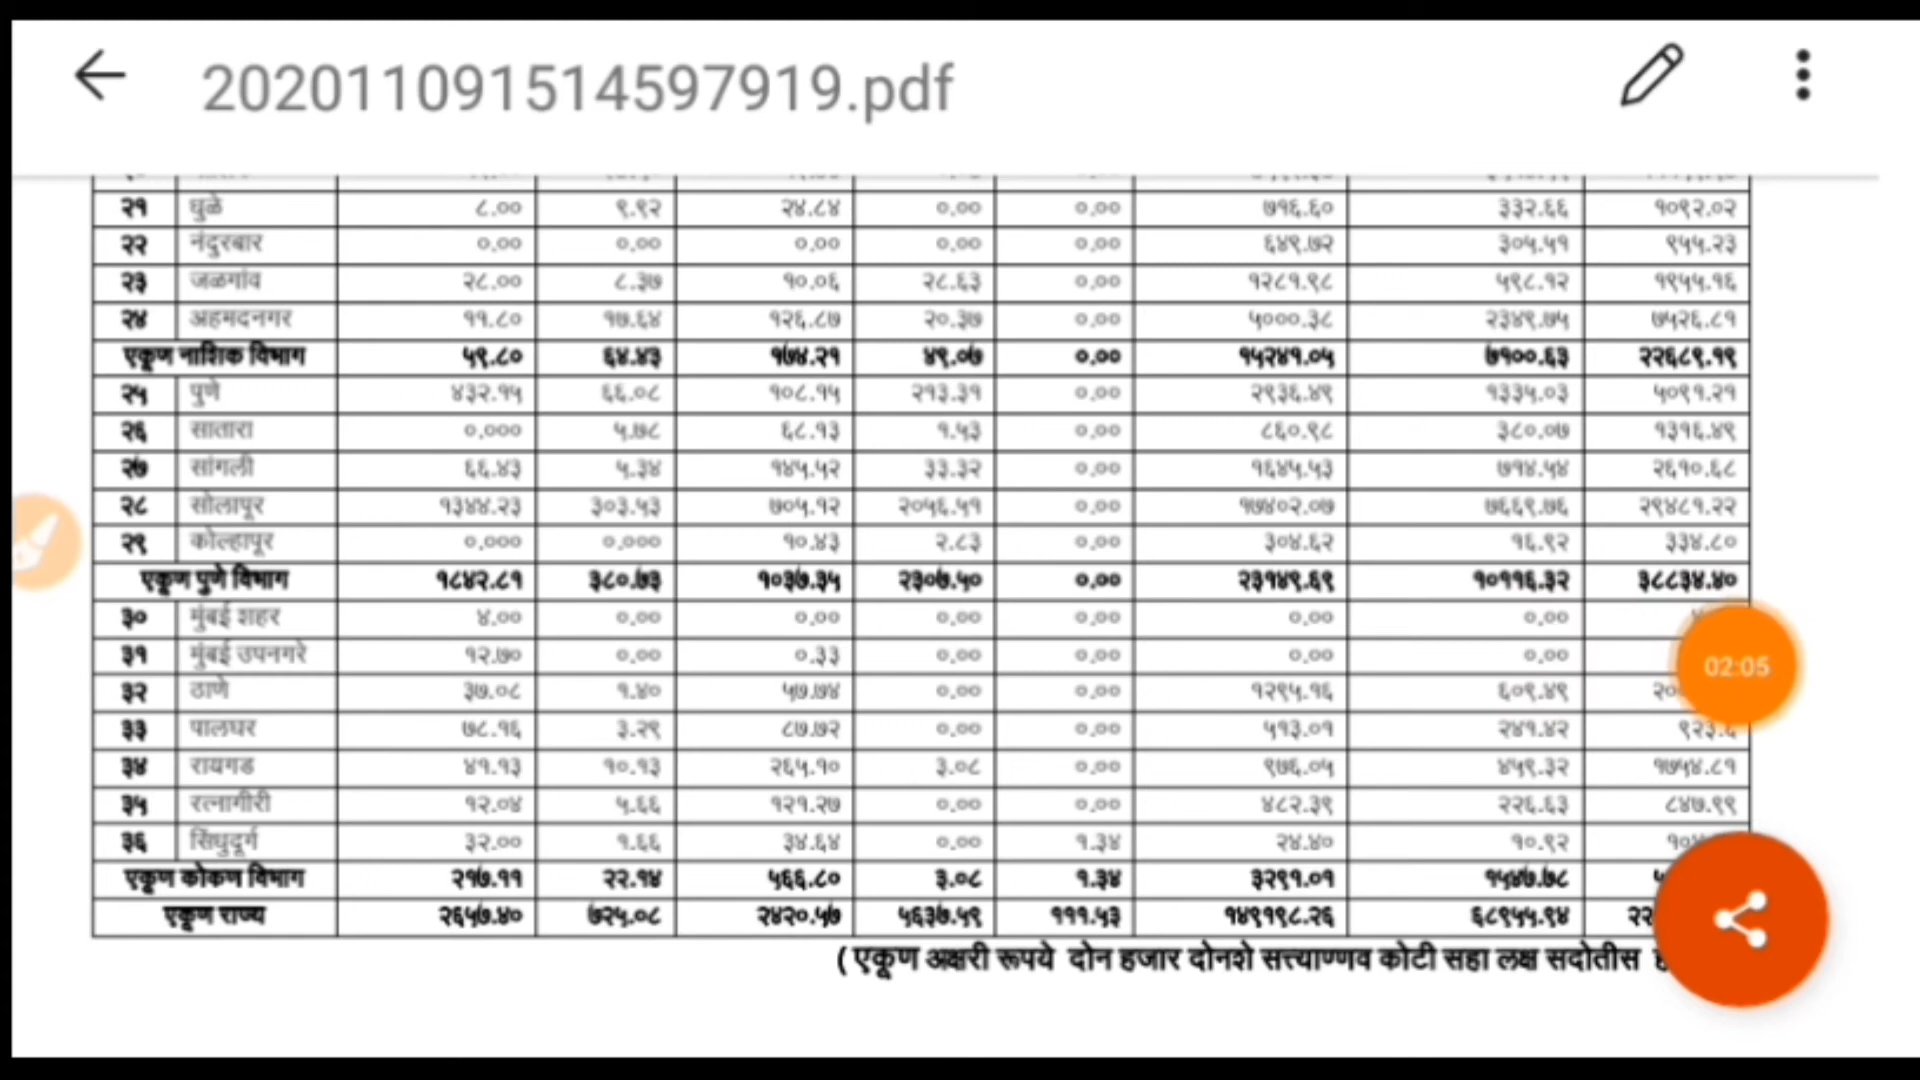 202011091514597919.pdf
२१ धुळे ८.०० ९.९२ २४.८४ ०.०० ०.०० ७१६.६० ३३२.६६ १०९२.०२
२२ नंदुरबार ०.०० ०.०० ०.०० ०.०० ०.०० ६४९.७२ ३०५.५१ ९५५.२३
२३ जळगांव २८.०० ८.३७ १०.०६ २८.६३ ०.०० १२८१.९८ ५९८.१२ १९५५.१६
२४ अहमदनगर ११.८० १७.६४ १२६.८७ २०.३७ ०.०० ५०००.३८ २३४९.७५ ७५२६.८१
एकूण नाशिक विभाग ५९.८० ६४.४३ १७४.२१ ४९.०७ ०.०० १५२४१.०५ ७१००.६३ २२६८९.१९
२५ पुणे ४३२.१५ ६६.०८ १०८.१५ २१३.३१ ०.०० २९३६.४९ १३३५.०३ ५०९१.२१
२६ सातारा ०.००० ५.७८ ६८.१३ १.५३ ०.०० ८६०.९८ ३८०.०७ १३१६.४९
२७ सांगली ६६.४३ ५.३४ १४५.५२ ३३.३२ ०.०० १६४५.५३ ७१४.५४ २६१०.६८
२८ सोलापूर १३४४.२३ ३०३.५३ ७०५.१२ २०५६.५१ ०.०० १७४०२.०७ ७६६९.७६ २९४८१.२२
२९ कोल्हापूर ०.००० ०.००० १०.४३ २.८३ ०.०० ३०४.६२ १६.९२ ३३४.८०
एकूण पुणे विभाग १८४२.८१ ३८०.७३ १०३७.३५ २३०७.५० ०.०० २३१४९.६९ १०११६.३२ ३८८३४.४०
३० मुंबई शहर ४.०० ०.०० ०.०० ०.०० ०.०० ०.०० ०.००
३१ मुंबई उपनगरे १२.७० ०.०० ०.३३ ०.०० ०.०० ०.०० ०.००
३२ ठाणे ३७.०८ १.४० ५७.७४ ०.०० ०.०० १२९५.१६ ६०९.४९
३३ पालघर ७८.१६ ३.२९ ८७.७२ ०.०० ०.०० ५१३.०१ २४१.४२
३४ रायगड ४१.१३ १०.१३ २६५.१० ३.०८ ०.०० ९७६.०५ ४५९.३२ १७५४.८१
३५ रत्नागीरी १२.०४ ५.६६ १२१.२७ ०.०० ०.०० ४८२.३९ २२६.६३ ८४७.९९
३६ सिंधुदूर्ग ३२.०० १.६६ ३४.६४ ०.०० १.३४ २४.४० १०.९२
एकूण कोकण विभाग २१७.११ २२.१४ ५६६.८० ३.०८ १.३४ ३२९१.०१ १५४७.७८
एकूण राज्य २६५७.४० ७२५.०८ २४२०.५७ ५६३७.५९ १११.५३ १४९१९८.२६ ६८९५५.९४
( एकूण अक्षरी रूपये दोन हजार दोनशे सत्त्याण्णव कोटी सहा लक्ष सदोतीस
02:05